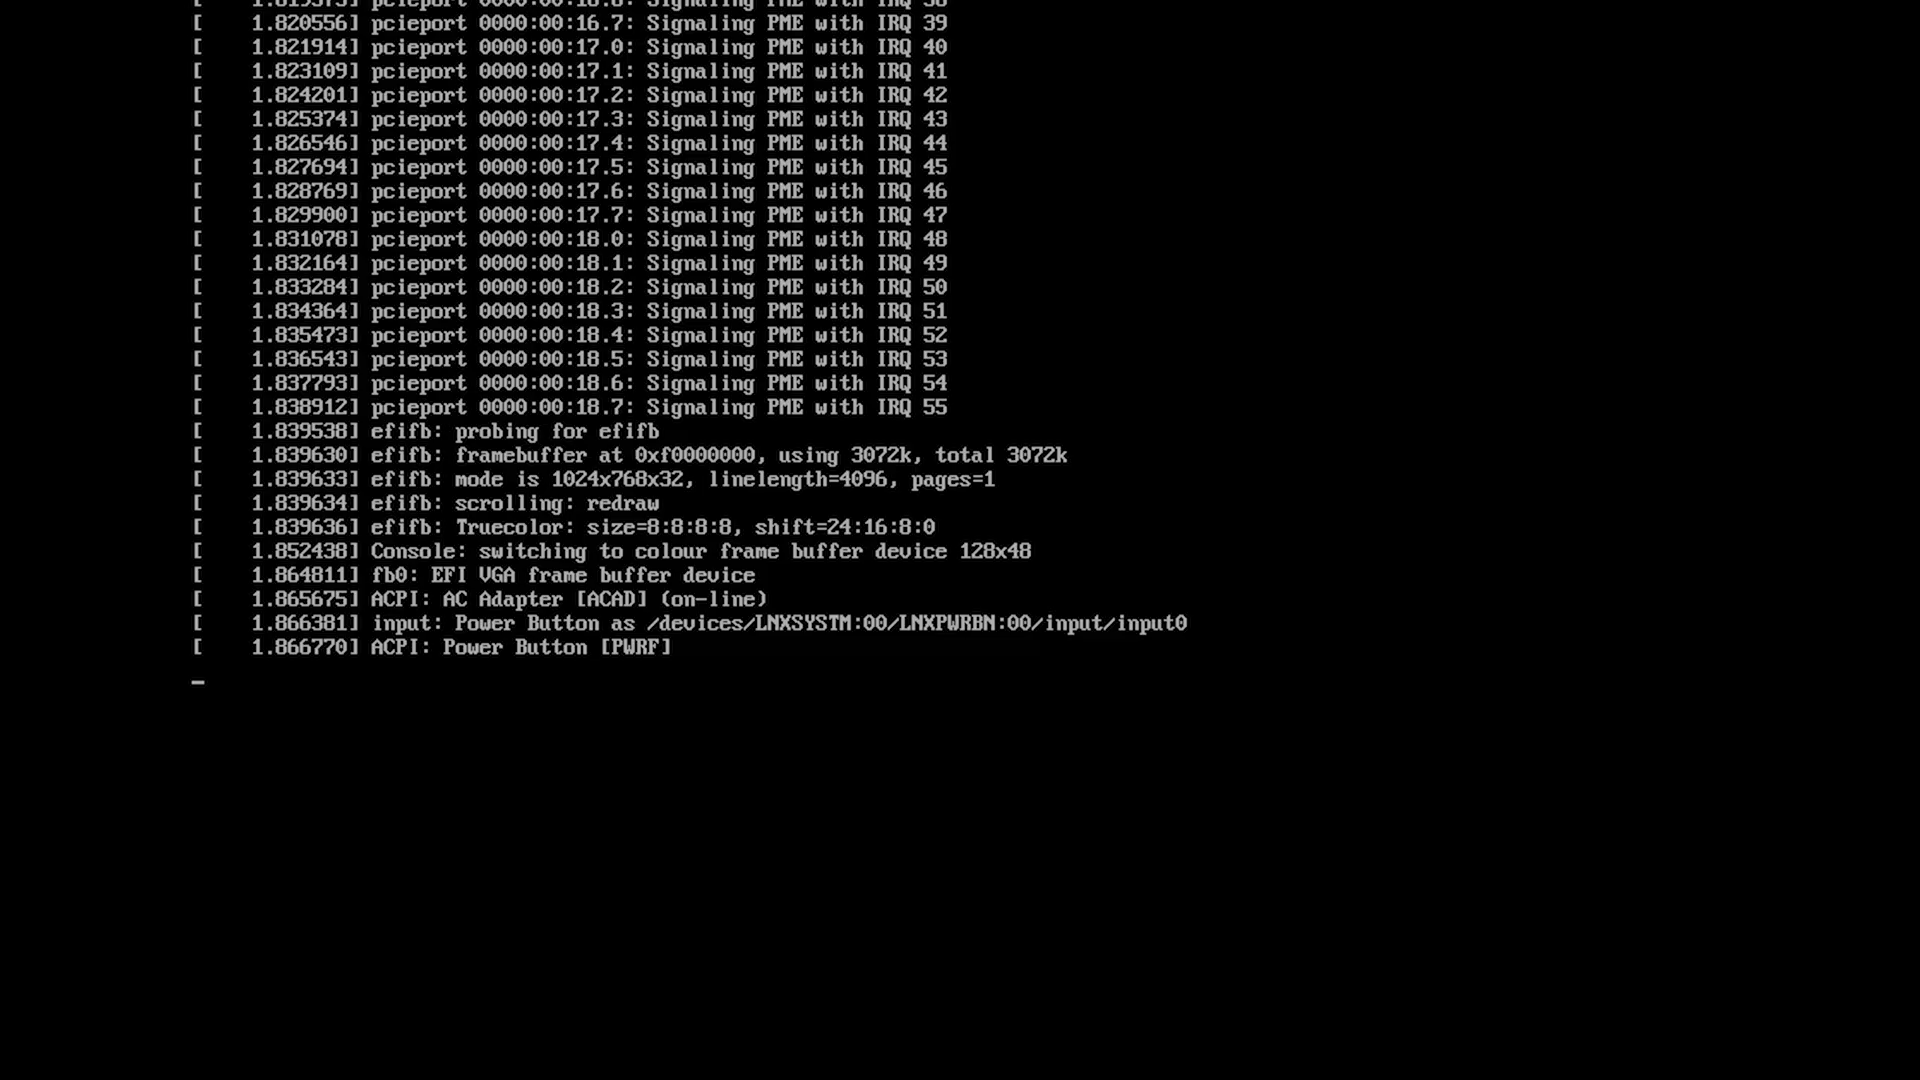 [    1.820556] pcieport 0000:00:16.7: Signaling PME with IRQ 39
[    1.821914] pcieport 0000:00:17.0: Signaling PME with IRQ 40
[    1.823109] pcieport 0000:00:17.1: Signaling PME with IRQ 41
[    1.824201] pcieport 0000:00:17.2: Signaling PME with IRQ 42
[    1.825374] pcieport 0000:00:17.3: Signaling PME with IRQ 43
[    1.826546] pcieport 0000:00:17.4: Signaling PME with IRQ 44
[    1.827694] pcieport 0000:00:17.5: Signaling PME with IRQ 45
[    1.828769] pcieport 0000:00:17.6: Signaling PME with IRQ 46
[    1.829900] pcieport 0000:00:17.7: Signaling PME with IRQ 47
[    1.831078] pcieport 0000:00:18.0: Signaling PME with IRQ 48
[    1.832164] pcieport 0000:00:18.1: Signaling PME with IRQ 49
[    1.833284] pcieport 0000:00:18.2: Signaling PME with IRQ 50
[    1.834364] pcieport 0000:00:18.3: Signaling PME with IRQ 51
[    1.835473] pcieport 0000:00:18.4: Signaling PME with IRQ 52
[    1.836543] pcieport 0000:00:18.5: Signaling PME with IRQ 53
[    1.837793] pcieport 0000:00:18.6: Signaling PME with IRQ 54
[    1.838912] pcieport 0000:00:18.7: Signaling PME with IRQ 55
[    1.839538] efifb: probing for efifb
[    1.839630] efifb: framebuffer at 0xf0000000, using 3072k, total 3072k
[    1.839633] efifb: mode is 1024x768x32, linelength=4096, pages=1
[    1.839634] efifb: scrolling: redraw
[    1.839636] efifb: Truecolor: size=8:8:8:8, shift=24:16:8:0
[    1.852438] Console: switching to colour frame buffer device 128x48
[    1.864811] fb0: EFI VGA frame buffer device
[    1.865675] ACPI: AC Adapter [ACAD] (on-line)
[    1.866381] input: Power Button as /devices/LNXSYSTM:00/LNXPWRBN:00/input/input0
[    1.866770] ACPI: Power Button [PWRF]